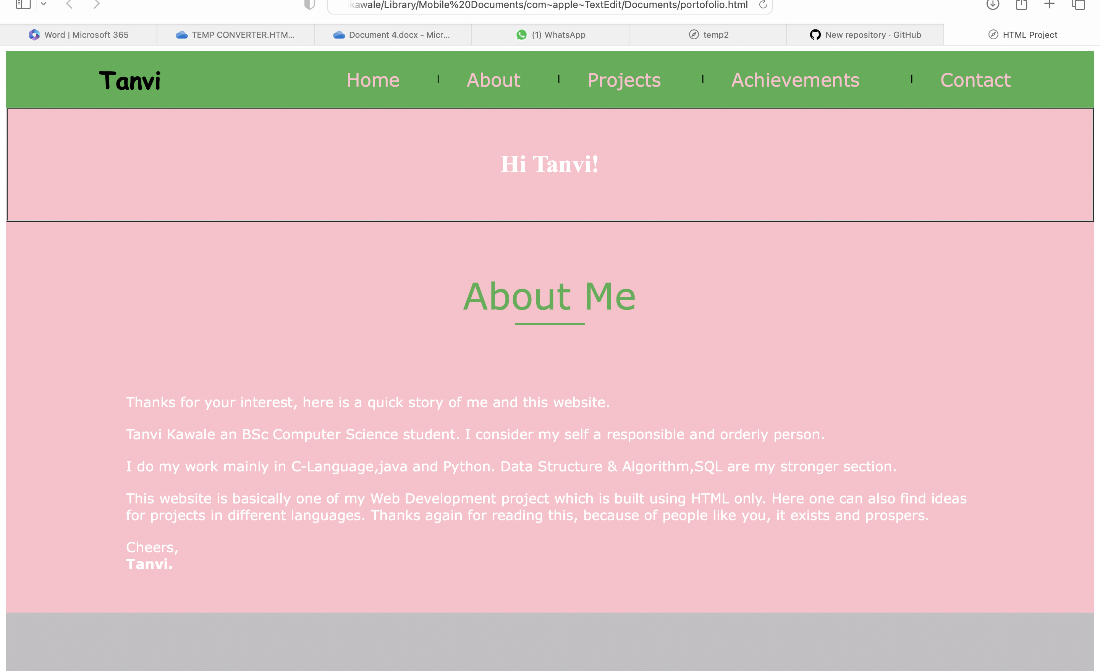 kawale/Library/Mobile%20Documents/com~apple~TextEdit/Documents/portofolio.html
Word | Microsoft 365 TEMP CONVERTER.HTM... Document 4.docx - Micr... (1) WhatsApp temp2 New repository · GitHub HTML Project
Tanvi Home | About | Projects | Achievements | Contact
Hi Tanvi!
About Me
Thanks for your interest, here is a quick story of me and this website.
Tanvi Kawale an BSc Computer Science student. I consider my self a responsible and orderly person.
I do my work mainly in C-Language,java and Python. Data Structure & Algorithm,SQL are my stronger section.
This website is basically one of my Web Development project which is built using HTML only. Here one can also find ideas
for projects in different languages. Thanks again for reading this, because of people like you, it exists and prospers.
Cheers,
Tanvi.